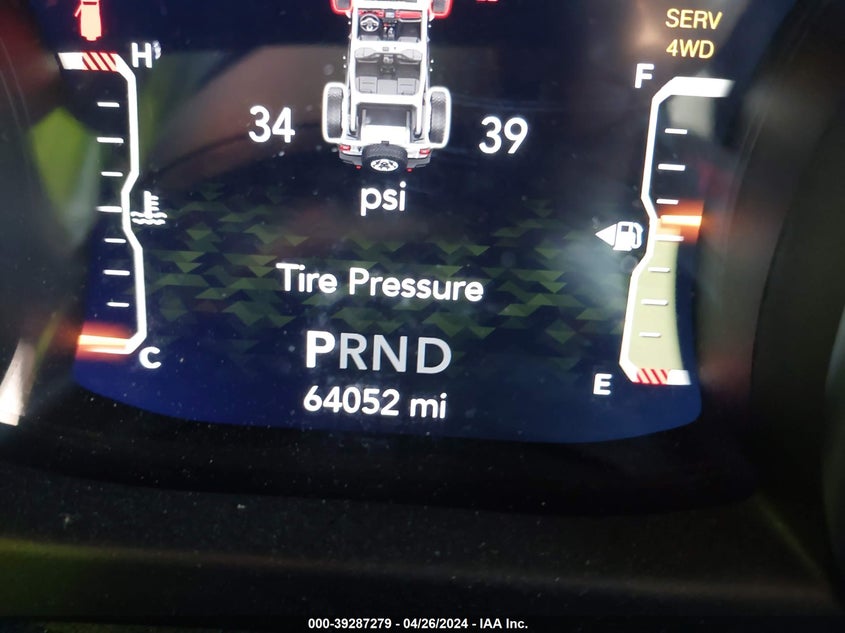 SERV
4WD
H
F
34
39
psi
Tire Pressure
PRND
C
E
64052 mi
000-39287279 - 04/26/2024 - IAA Inc.